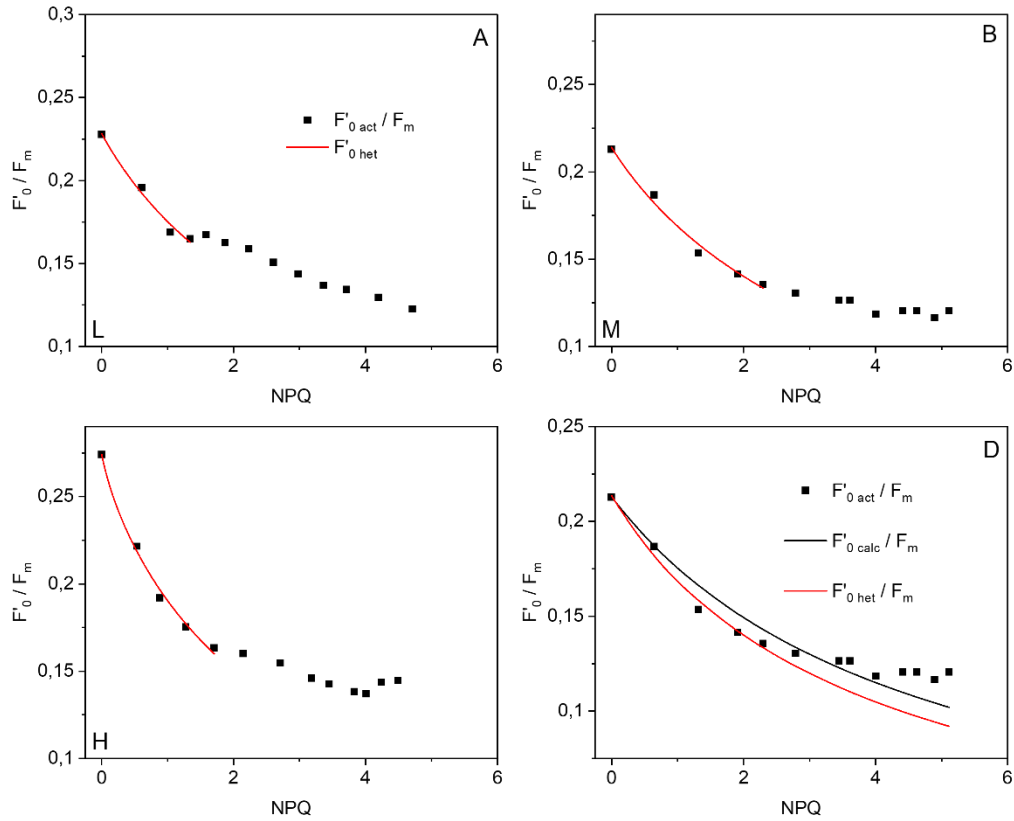 0,3
A
F'0 act / Fm
F'0 het
0,25
0,2
0,15
0,1
F'0 / Fm
L
0
2
4
6
NPQ
B
0,25
0,2
0,15
0,1
F'0 / Fm
M
0
2
4
6
NPQ
0,25
0,2
0,15
0,1
F'0 / Fm
H
0
2
4
6
NPQ
0,25
D
F'0 act / Fm
F'0 calc / Fm
F'0 het / Fm
0,2
0,15
0,1
F'0 / Fm
0
2
4
6
NPQ